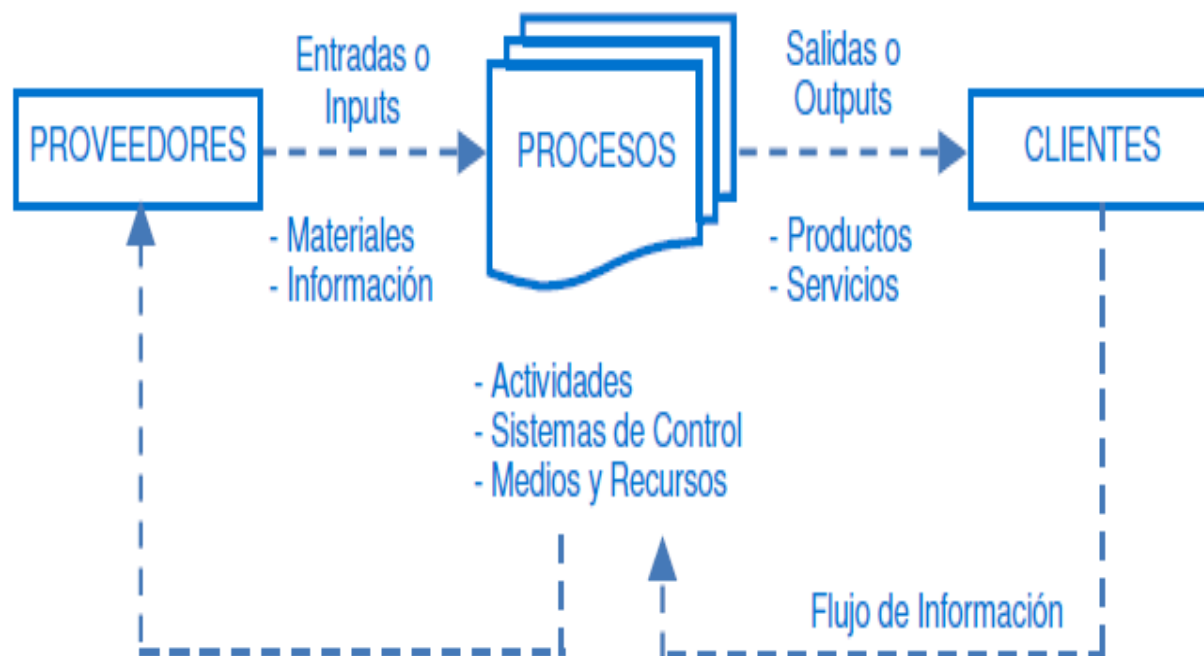 Entradas o
Inputs
Salidas o
Outputs
PROVEEDORES
PROCESOS
CLIENTES
- Materiales
- Información
- Productos
- Servicios
- Actividades
- Sistemas de Control
- Medios y Recursos
Flujo de Información